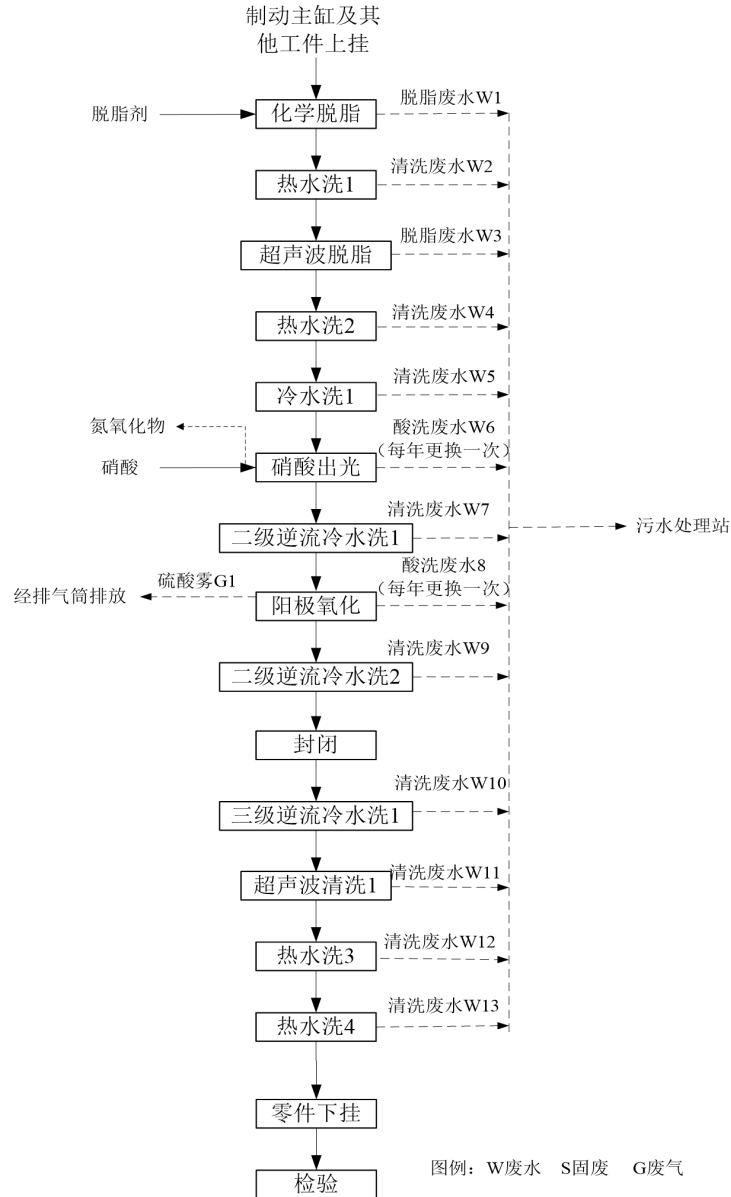 制动主缸及其
他工件上挂
脱脂剂
化学脱脂
脱脂废水W1
热水洗1
清洗废水W2
超声波脱脂
脱脂废水W3
热水洗2
清洗废水W4
冷水洗1
清洗废水W5
氮氧化物
硝酸
硝酸出光
酸洗废水W6
（每年更换一次）
二级逆流冷水洗1
清洗废水W7
污水处理站
经排气筒排放
硫酸雾G1
阳极氧化
酸洗废水8
（每年更换一次）
二级逆流冷水洗2
清洗废水W9
封闭
三级逆流冷水洗1
清洗废水W10
超声波清洗1
清洗废水W11
热水洗3
清洗废水W12
热水洗4
清洗废水W13
零件下挂
检验
图例：W废水 S固废 G废气